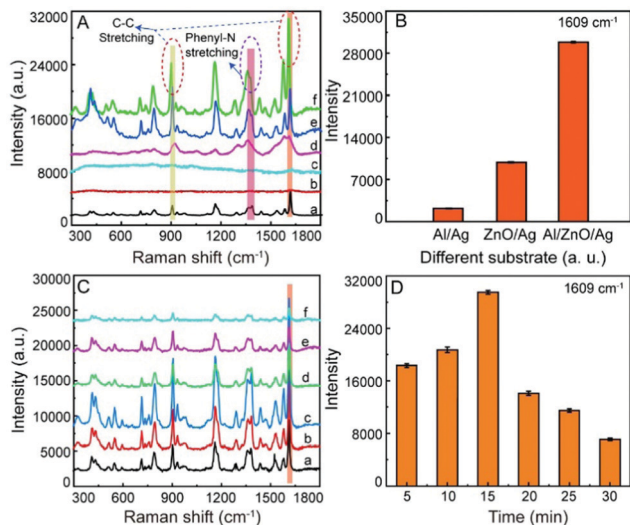 A
C-C
Stretching
Phenyl-N
stretching
Intensity (a.u.)
32000
24000
16000
8000
0
f
e
d
c
b
a
300 600 900 1200 1500 1800
Raman shift (cm-1)
B
1609 cm-1
Intensity
35000
28000
21000
14000
7000
0
Al/Ag ZnO/Ag Al/ZnO/Ag
Different substrate (a. u.)
C
Intensity (a.u.)
30000
25000
20000
15000
10000
5000
0
f
e
d
c
b
a
300 600 900 1200 1500 1800
Raman shift (cm-1)
D
1609 cm-1
Intensity
32000
24000
16000
8000
0
5 10 15 20 25 30
Time (min)